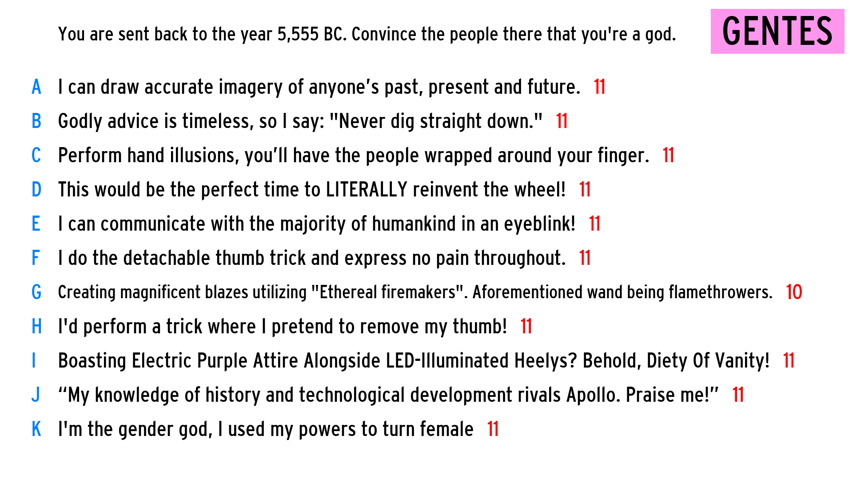 You are sent back to the year 5,555 BC. Convince the people there that you're a god.
GENTES
A I can draw accurate imagery of anyone’s past, present and future. 11
B Godly advice is timeless, so I say: "Never dig straight down." 11
C Perform hand illusions, you’ll have the people wrapped around your finger. 11
D This would be the perfect time to LITERALLY reinvent the wheel! 11
E I can communicate with the majority of humankind in an eyeblink! 11
F I do the detachable thumb trick and express no pain throughout. 11
G Creating magnificent blazes utilizing "Ethereal firemakers". Aforementioned wand being flamethrowers. 10
H I'd perform a trick where I pretend to remove my thumb! 11
I Boasting Electric Purple Attire Alongside LED-Illuminated Heelys? Behold, Diety Of Vanity! 11
J “My knowledge of history and technological development rivals Apollo. Praise me!” 11
K I'm the gender god, I used my powers to turn female 11